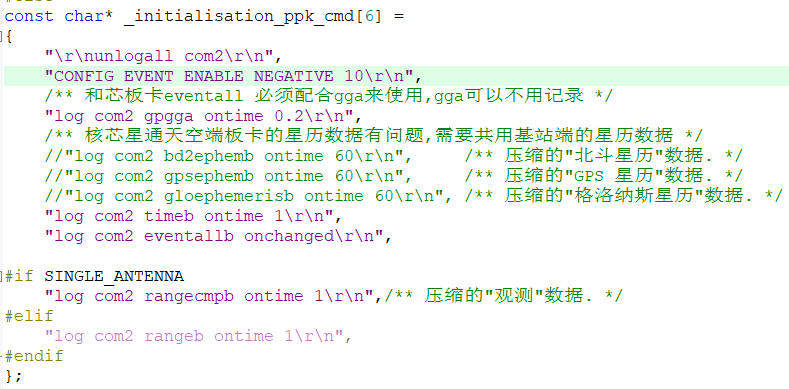 const char* _initialisation_ppk_cmd[6] =
{
"\r\nunlogall com2\r\n",
"CONFIG EVENT ENABLE NEGATIVE 10\r\n",
/** 和芯板卡eventall 必须配合gga来使用,gga可以不用记录 */
"log com2 gpgga ontime 0.2\r\n",
/** 核芯星通天空端板卡的星历数据有问题,需要共用基站端的星历数据 */
//"log com2 bd2ephemb ontime 60\r\n", /** 压缩的"北斗星历"数据. */
//"log com2 gpsephemb ontime 60\r\n", /** 压缩的"GPS 星历"数据. */
//"log com2 gloephemerisb ontime 60\r\n", /** 压缩的"格洛纳斯星历"数据. */
"log com2 timeb ontime 1\r\n",
"log com2 eventallb onchanged\r\n",
#if SINGLE_ANTENNA
"log com2 rangecmpb ontime 1\r\n",/** 压缩的"观测"数据. */
#elif
"log com2 rangeb ontime 1\r\n",
#endif
};